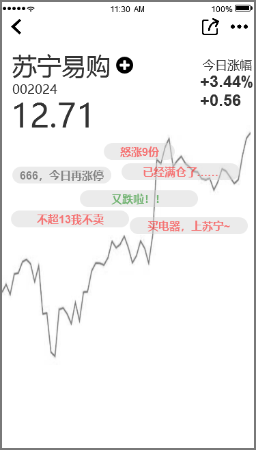 11:30 AM
100%
苏宁易购
今日涨幅
002024
+3.44%
12.71
+0.56
怒涨9份
666，今日再涨停
已经满仓了
又跌啦！！
不超13我不卖
买电器，上苏宁~